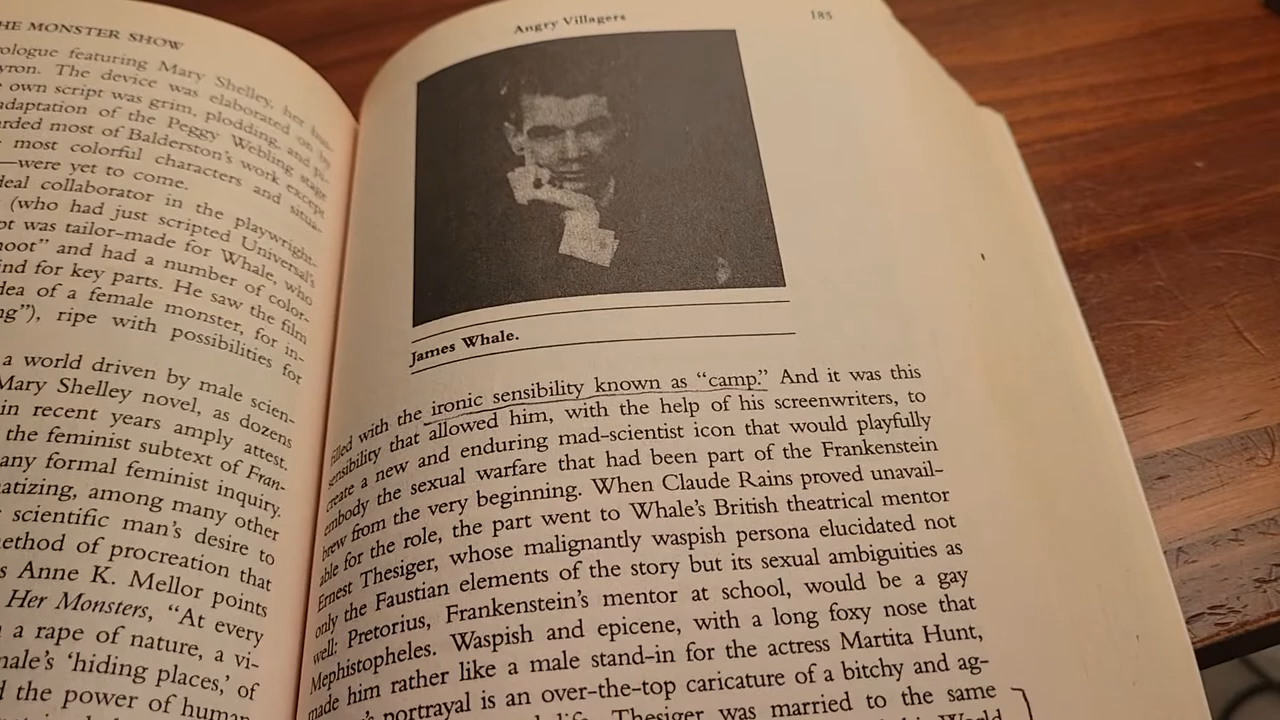 THE MONSTER SHOW
ologue featuring Mary Shelley, her
yron. The device was elaborated on by
own script was grim, plodding, and
adaptation of the Peggy Webling stage
rded most of Balderston's work except
most colorful characters and situa-
—were yet to come.
deal collaborator in the playwright-
(who had just scripted Universal's
pt was tailor-made for Whale, who
oot" and had a number of color-
ind for key parts. He saw the film
dea of a female monster, for in-
ng"), ripe with possibilities for
a world driven by male scien-
Mary Shelley novel, as dozens
in recent years amply attest.
the feminist subtext of Fran-
any formal feminist inquiry.
matizing, among many other
scientific man's desire to
ethod of procreation that
s Anne K. Mellor points
Her Monsters, "At every
a rape of nature, a vi-
male's 'hiding places,' of
d the power of human
Angry Villagers
185
James Whale.
filled with the ironic sensibility known as "camp." And it was this
sensibility that allowed him, with the help of his screenwriters, to
create a new and enduring mad-scientist icon that would playfully
embody the sexual warfare that had been part of the Frankenstein
brew from the very beginning. When Claude Rains proved unavail-
able for the role, the part went to Whale's British theatrical mentor
Ernest Thesiger, whose malignantly waspish persona elucidated not
only the Faustian elements of the story but its sexual ambiguities as
well: Pretorius, Frankenstein's mentor at school, would be a gay
Mephistopheles. Waspish and epicene, with a long foxy nose that
made him rather like a male stand-in for the actress Martita Hunt,
portrayal is an over-the-top caricature of a bitchy and ag-
life. Thesiger was married to the same
World